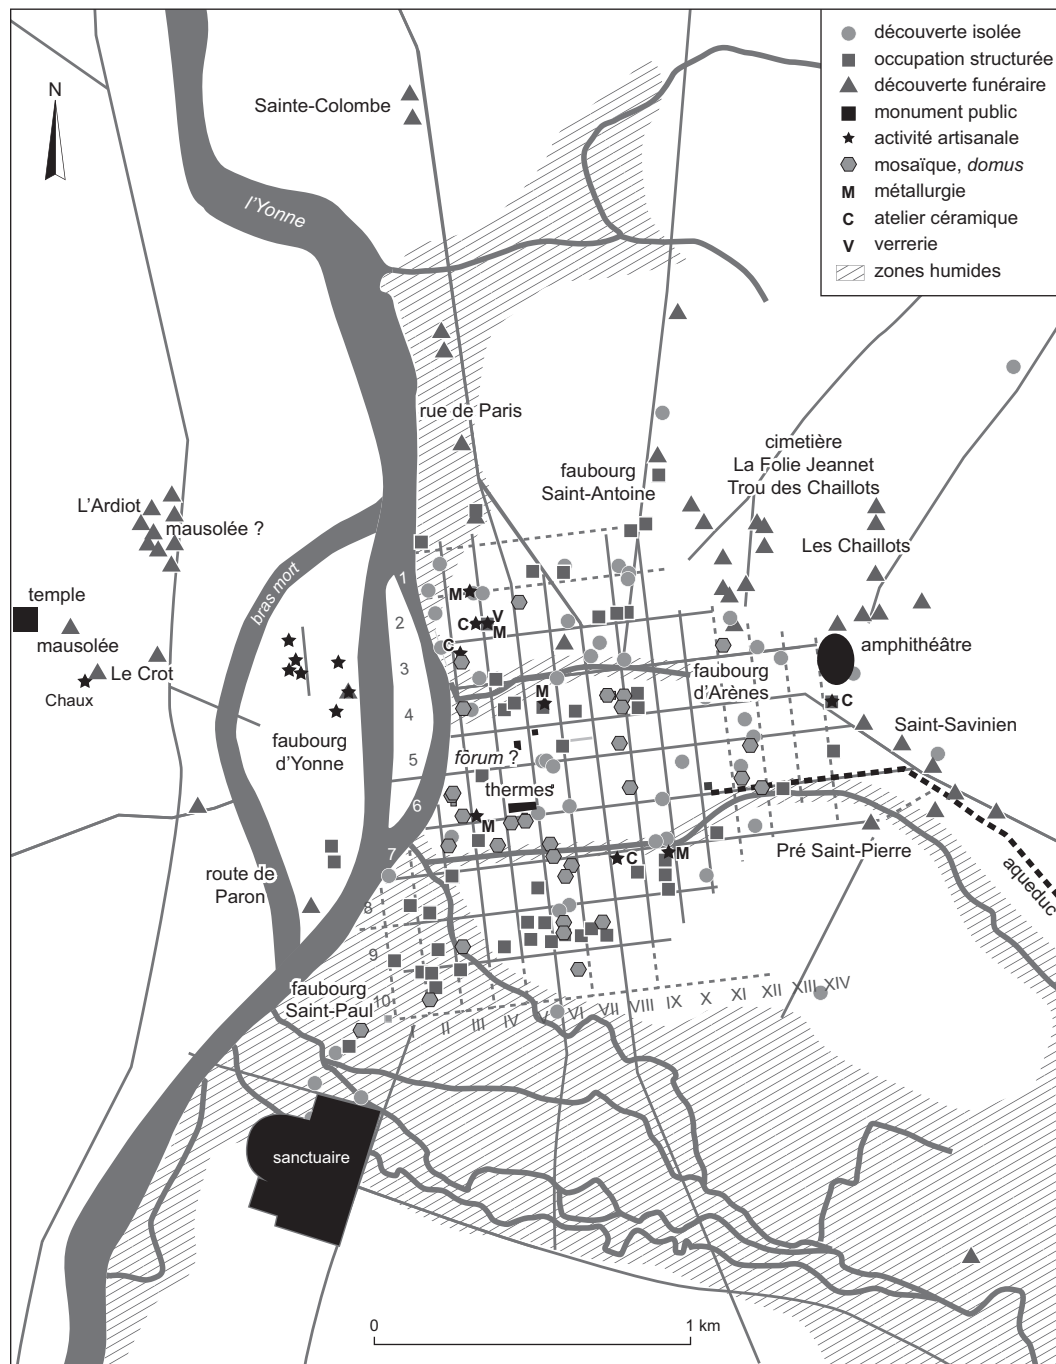 découverte isolée
occupation structurée
découverte funéraire
monument public
activité artisanale
mosaïque, domus
M métallurgie
C atelier céramique
V verrerie
zones humides
N
Sainte-Colombe
l'Yonne
rue de Paris
cimetière
La Folie Jeannet
Trou des Chaillots
faubourg
Saint-Antoine
L'Ardiot
mausolée ?
Les Chaillots
bras mort
temple
mausolée
Le Crot
Chaux
1
2
3
4
5
6
7
8
9
10
M
C
V
M
C
M
amphithéâtre
faubourg
d'Arènes
C
Saint-Savinien
faubourg
d'Yonne
forum ?
thermes
M
C
M
Pré Saint-Pierre
aqueduc
route de
Paron
faubourg
Saint-Paul
I
II
III
IV
V
VI
VII
VIII
IX
X
XI
XII
XIII
XIV
sanctuaire
0
1 km